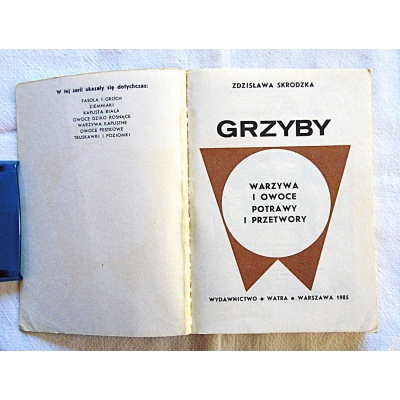 W tej serii ukazały się dotychczas:
FASOLA I GROCH
ZIEMNIAKI
KAPUSTA BIAŁA
OWOCE DZIKO ROSNĄCE
WARZYWA KAPUSTNE
OWOCE PESTKOWE
TRUSKAWKI I POZIOMKI
ZDZISŁAWA SKRODZKA
GRZYBY
WARZYWA
I OWOCE
POTRAWY
I PRZETWORY
WYDAWNICTWO • WATRA • WARSZAWA 1985